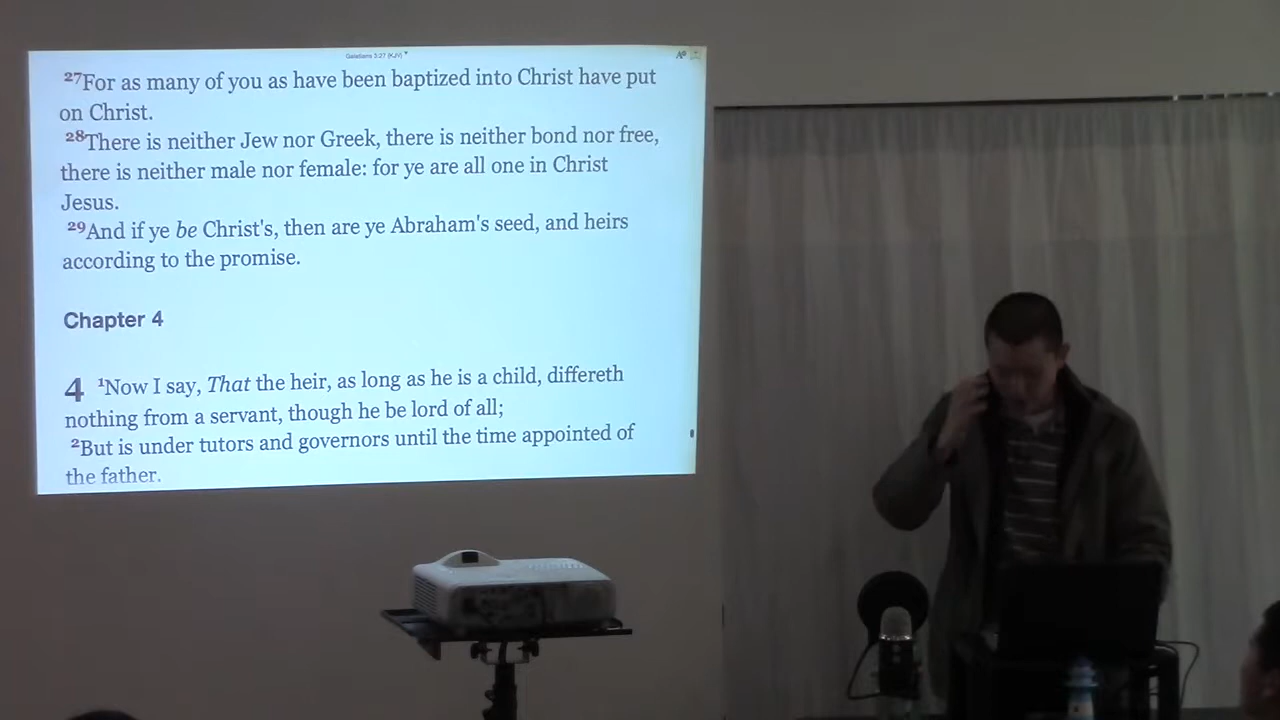 Galatians 3:27 (KJV)
27For as many of you as have been baptized into Christ have put
on Christ.
28There is neither Jew nor Greek, there is neither bond nor free,
there is neither male nor female: for ye are all one in Christ
Jesus.
29And if ye be Christ's, then are ye Abraham's seed, and heirs
according to the promise.
Chapter 4
4 1Now I say, That the heir, as long as he is a child, differeth
nothing from a servant, though he be lord of all;
2But is under tutors and governors until the time appointed of
the father.